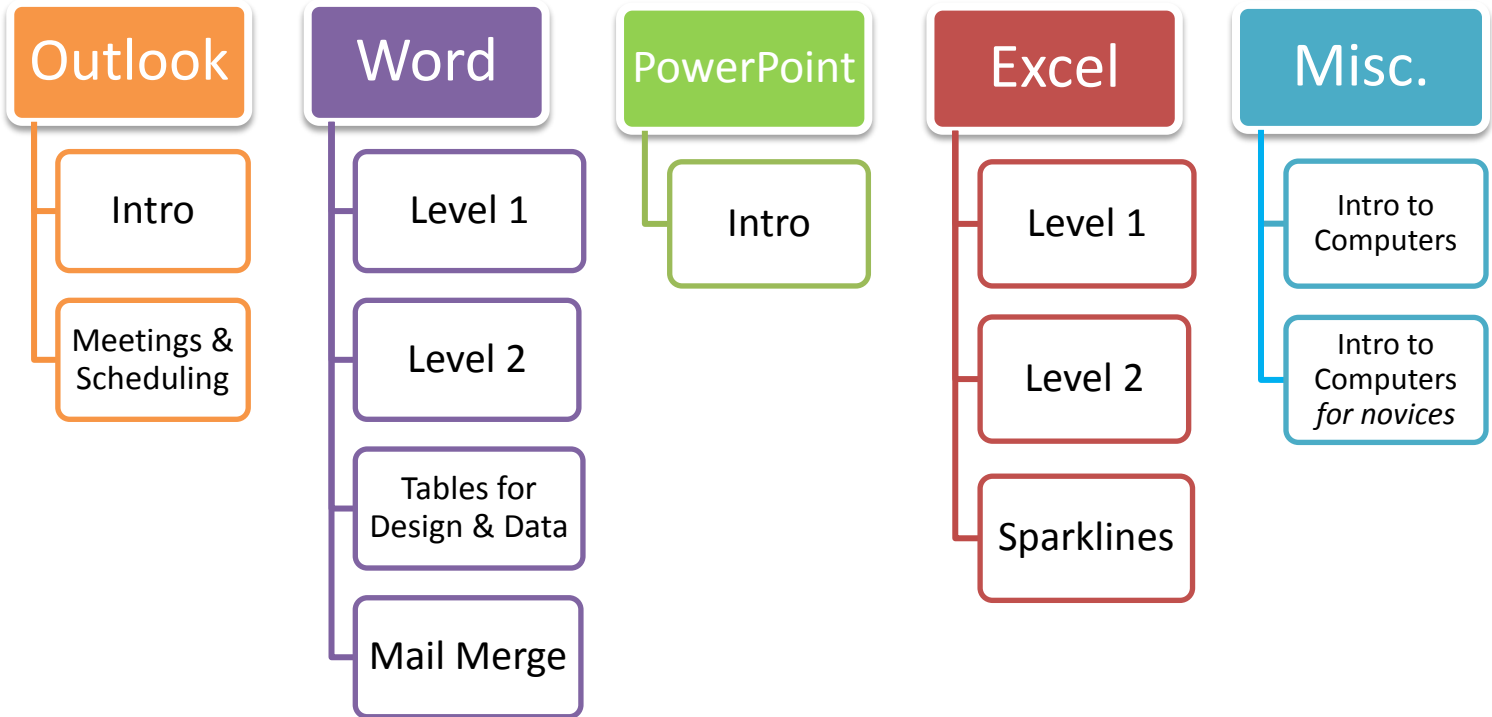 Outlook
Intro
Meetings &
Scheduling
Word
Level 1
Level 2
Tables for
Design & Data
Mail Merge
PowerPoint
Intro
Excel
Level 1
Level 2
Sparklines
Misc.
Intro to
Computers
Intro to
Computers
for novices